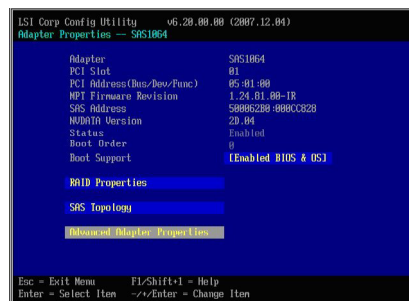 LSI Corp Config Utility v6.20.00.00 (2007.12.04)
Adapter Properties -- SAS1064
Adapter SAS1064
PCI Slot 01
PCI Address(Bus/Dev/Func) 05:01:00
MPT Firmware Revision 1.24.81.00-IR
SAS Address 500062B0:000CC828
NVDATA Version 2D.04
Status Enabled
Boot Order 0
Boot Support [Enabled BIOS & OS]
RAID Properties
SAS Topology
Advanced Adapter Properties
Esc = Exit Menu F1/Shift+1 = Help
Enter = Select Item -/+/Enter = Change Item